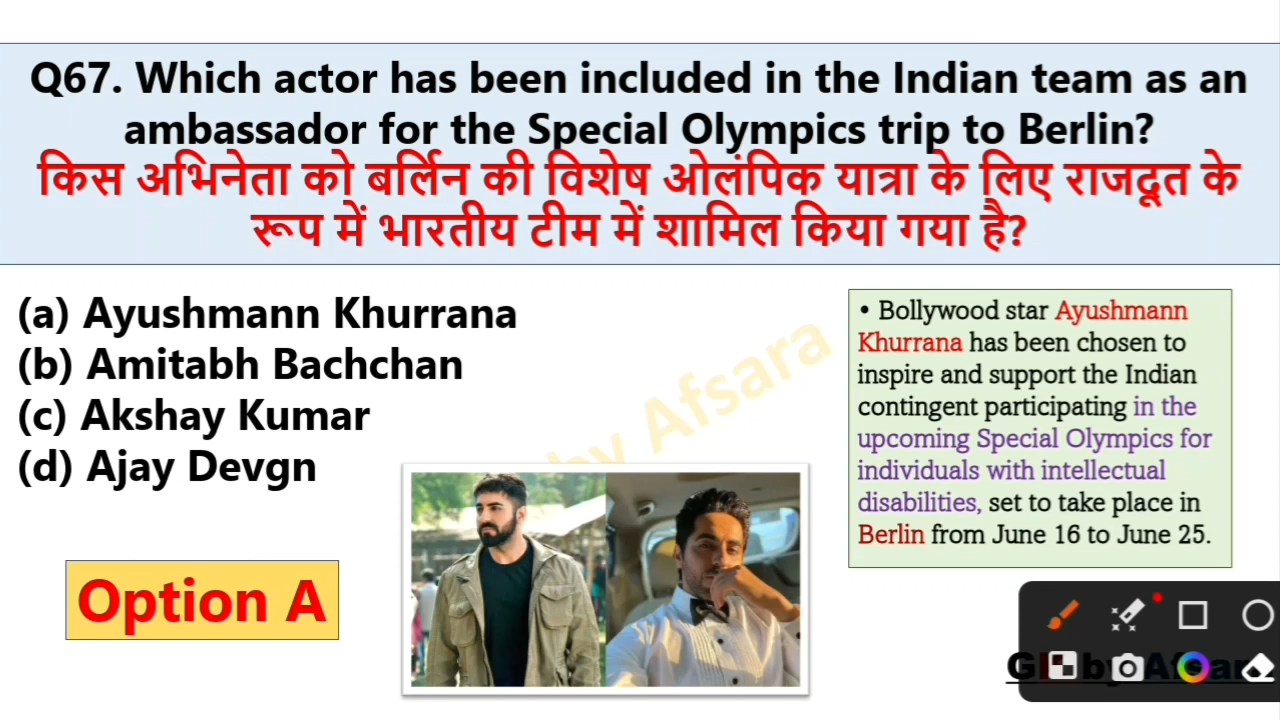 Q67. Which actor has been included in the Indian team as an
ambassador for the Special Olympics trip to Berlin?
किस अभिनेता को बर्लिन की विशेष ओलंपिक यात्रा के लिए राजदूत के
रूप में भारतीय टीम में शामिल किया गया है?
(a) Ayushmann Khurrana
(b) Amitabh Bachchan
(c) Akshay Kumar
(d) Ajay Devgn
Option A
• Bollywood star Ayushmann
Khurrana has been chosen to
inspire and support the Indian
contingent participating in the
upcoming Special Olympics for
individuals with intellectual
disabilities, set to take place in
Berlin from June 16 to June 25.
by Afsara